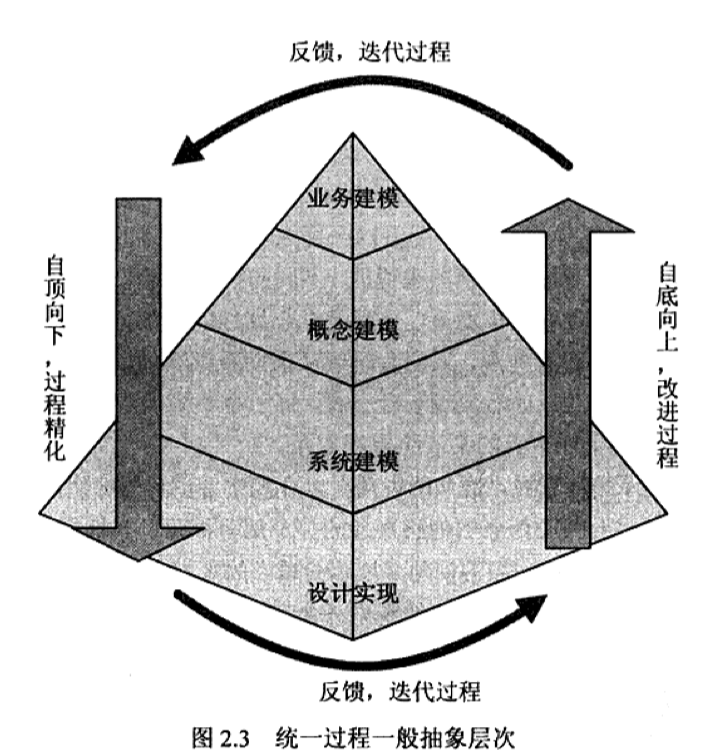 反馈，迭代过程
业务建模
自顶向下，过程精化
概念建模
自底向上，改进过程
系统建模
设计实现
反馈，迭代过程
图 2.3 统一过程一般抽象层次